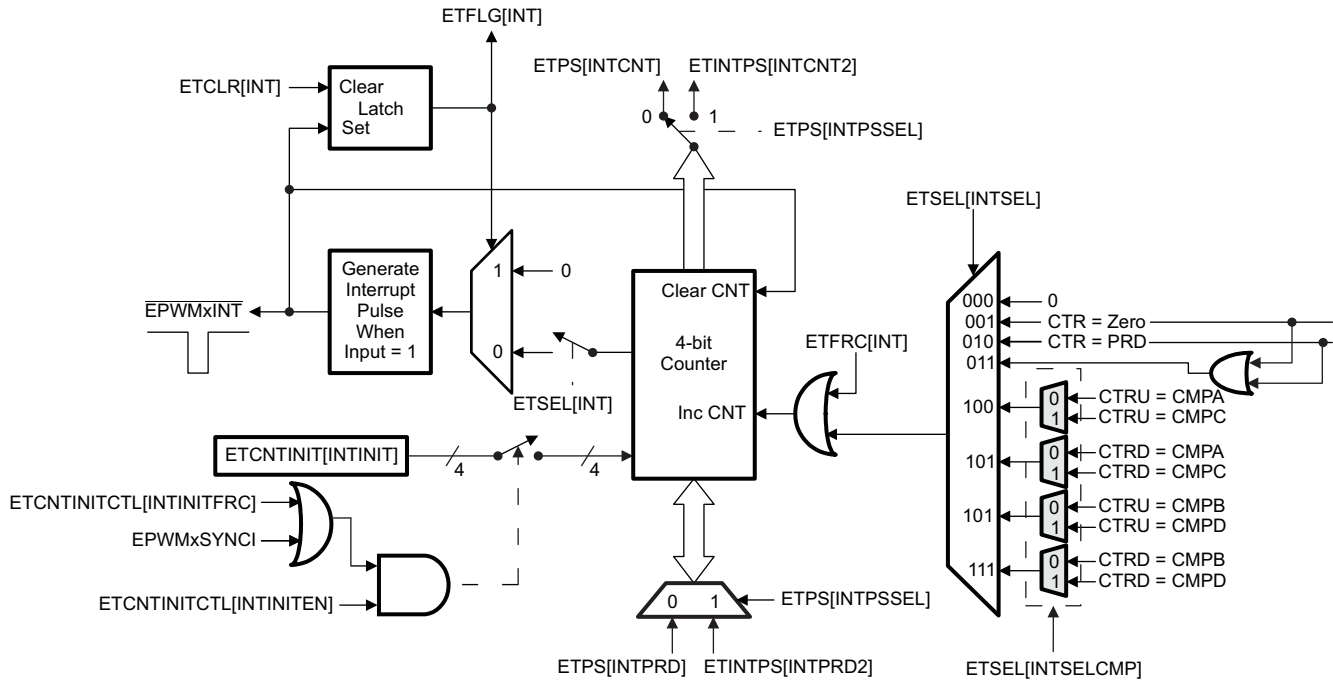 ETFLG[INT]
ETPS[INTCNT]
ETINTPS[INTCNT2]
ETCLR[INT]
Clear
Latch
Set
0
1
ETPS[INTPSSEL]
ETSEL[INTSEL]
Generate
Interrupt
Pulse
When
Input = 1
EPWMxINT
1
0
0
ETSEL[INT]
Clear CNT
4-bit
Counter
Inc CNT
ETFRC[INT]
000
0
001
CTR = Zero
010
CTR = PRD
011
100
0
CTRU = CMPA
1
CTRU = CMPC
101
0
CTRD = CMPA
1
CTRD = CMPC
101
0
CTRU = CMPB
1
CTRU = CMPD
111
0
CTRD = CMPB
1
CTRD = CMPD
ETSEL[INTSELCMP]
ETCNTINIT[INTINIT]
4
4
ETCNTINITCTL[INTINITFRC]
EPWMxSYNCI
ETCNTINITCTL[INTINITEN]
0
1
ETPS[INTPSSEL]
ETPS[INTPRD]
ETINTPS[INTPRD2]